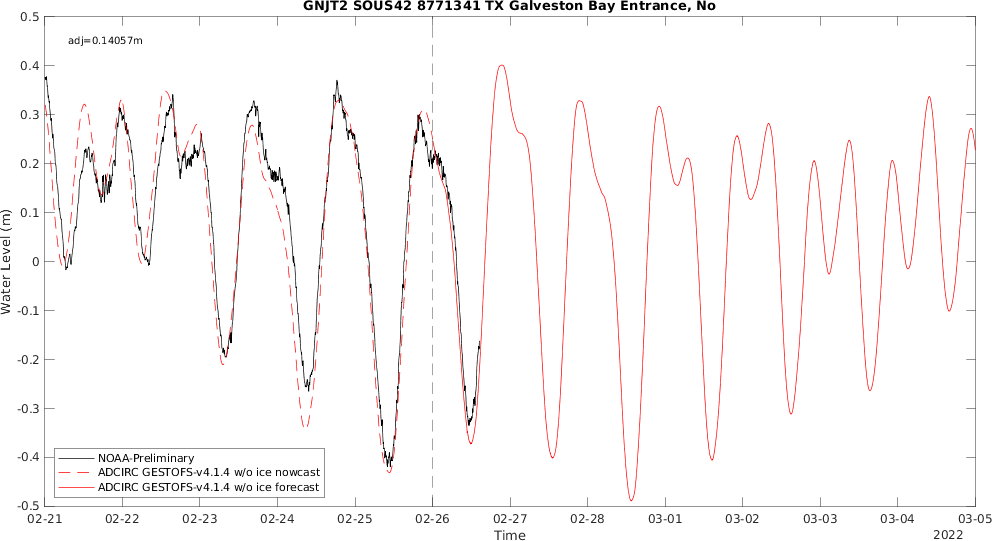 GNJT2 SOUS42 8771341 TX Galveston Bay Entrance, No
adj=0.14057m
0.5
0.4
0.3
0.2
0.1
0
-0.1
-0.2
-0.3
-0.4
-0.5
Water Level (m)
NOAA-Preliminary
ADCIRC GESTOFS-v4.1.4 w/o ice nowcast
ADCIRC GESTOFS-v4.1.4 w/o ice forecast
02-21 02-22 02-23 02-24 02-25 02-26 02-27 02-28 03-01 03-02 03-03 03-04 03-05
Time
2022